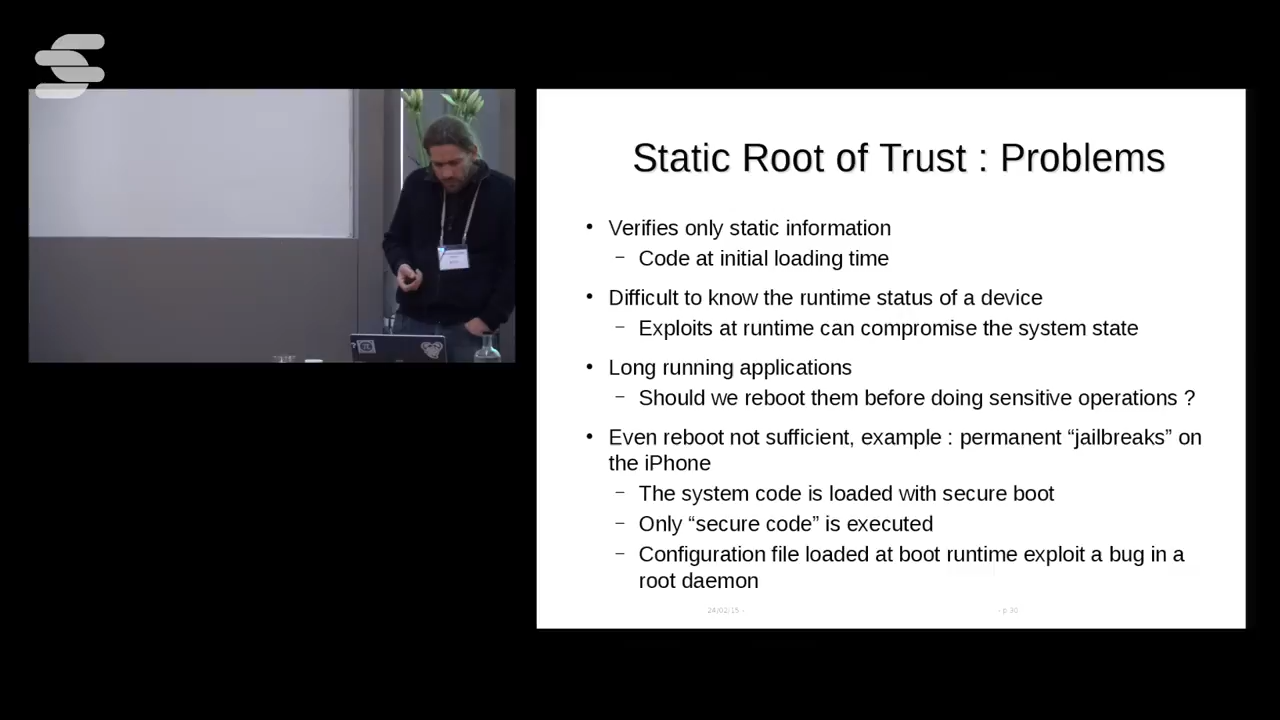 Static Root of Trust : Problems
• Verifies only static information
– Code at initial loading time
• Difficult to know the runtime status of a device
– Exploits at runtime can compromise the system state
• Long running applications
– Should we reboot them before doing sensitive operations ?
• Even reboot not sufficient, example : permanent “jailbreaks” on
the iPhone
– The system code is loaded with secure boot
– Only “secure code” is executed
– Configuration file loaded at boot runtime exploit a bug in a
root daemon
24/02/15 -
- p 30